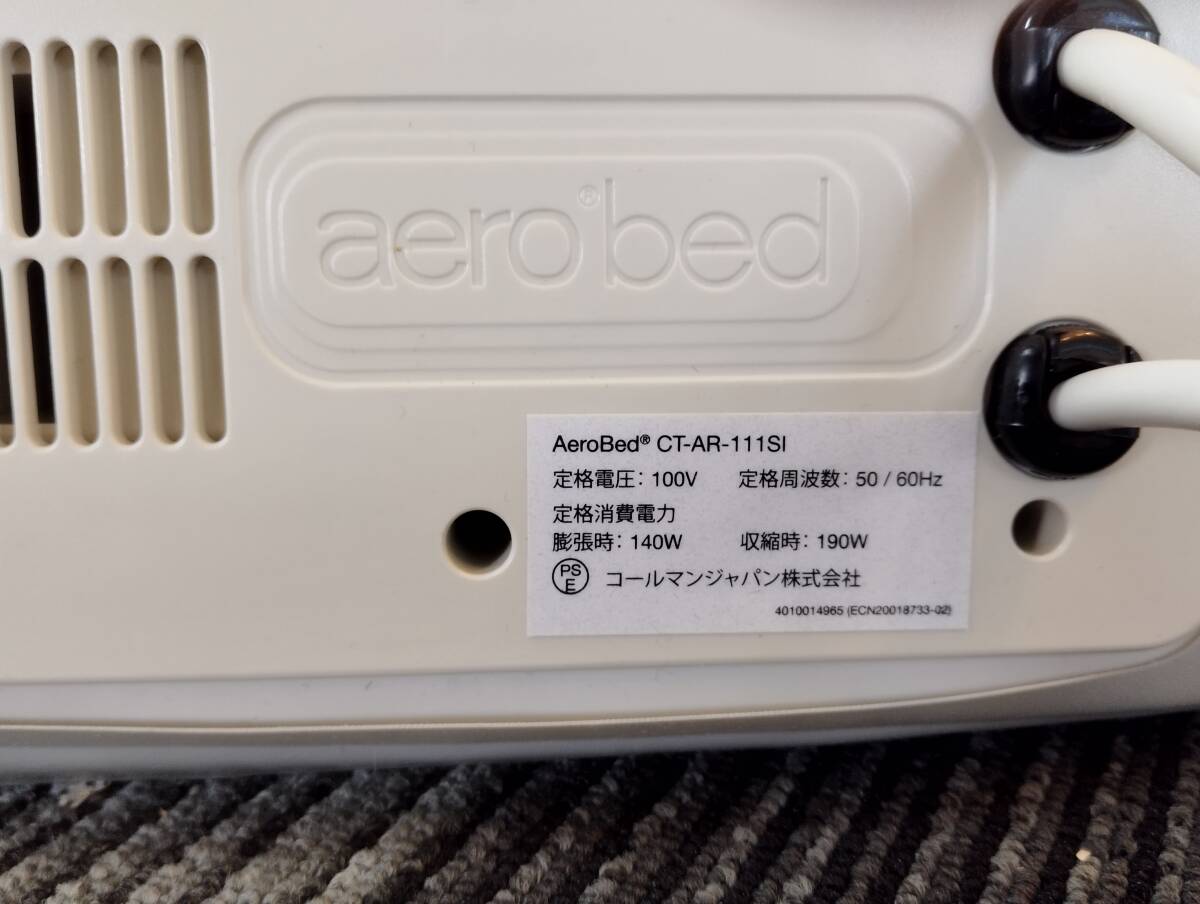 aero®bed
AeroBed® CT-AR-111SI
定格電圧：100V 定格周波数：50 / 60Hz
定格消費電力
膨張時：140W 収縮時：190W
PSE コールマンジャパン株式会社
4010014965 (ECN20018733-02)